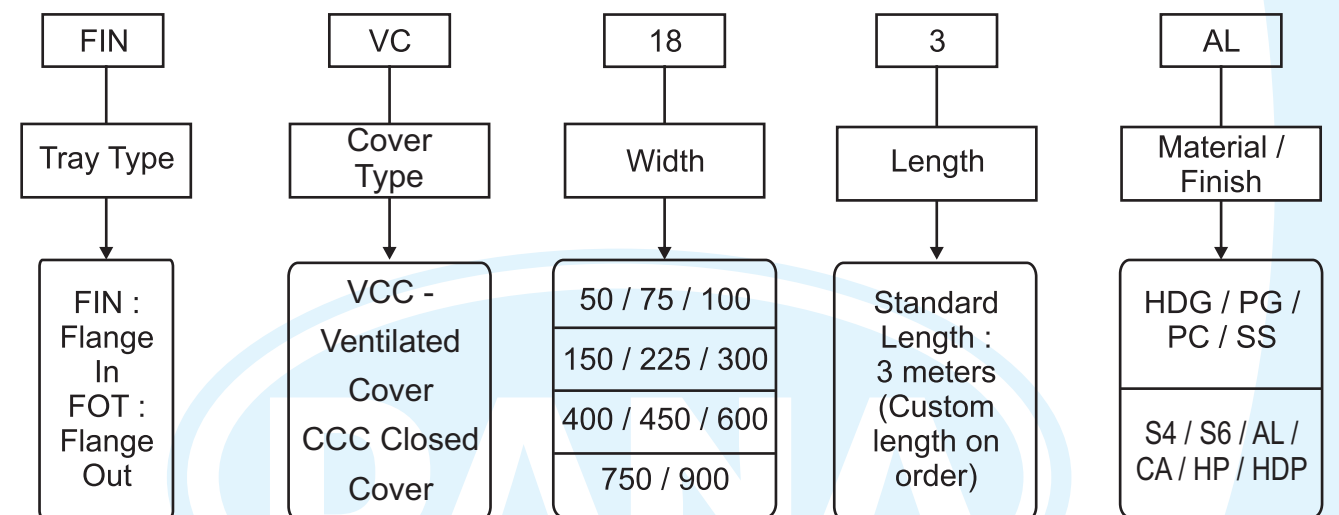 FIN
VC
18
3
AL
Tray Type
Cover
Type
Width
Length
Material /
Finish
FIN :
Flange
In
FOT :
Flange
Out
VCC -
Ventilated
Cover
CCC Closed
Cover
50 / 75 / 100
150 / 225 / 300
400 / 450 / 600
750 / 900
Standard
Length :
3 meters
(Custom
length on
order)
HDG / PG /
PC / SS
S4 / S6 / AL /
CA / HP / HDP
DANA